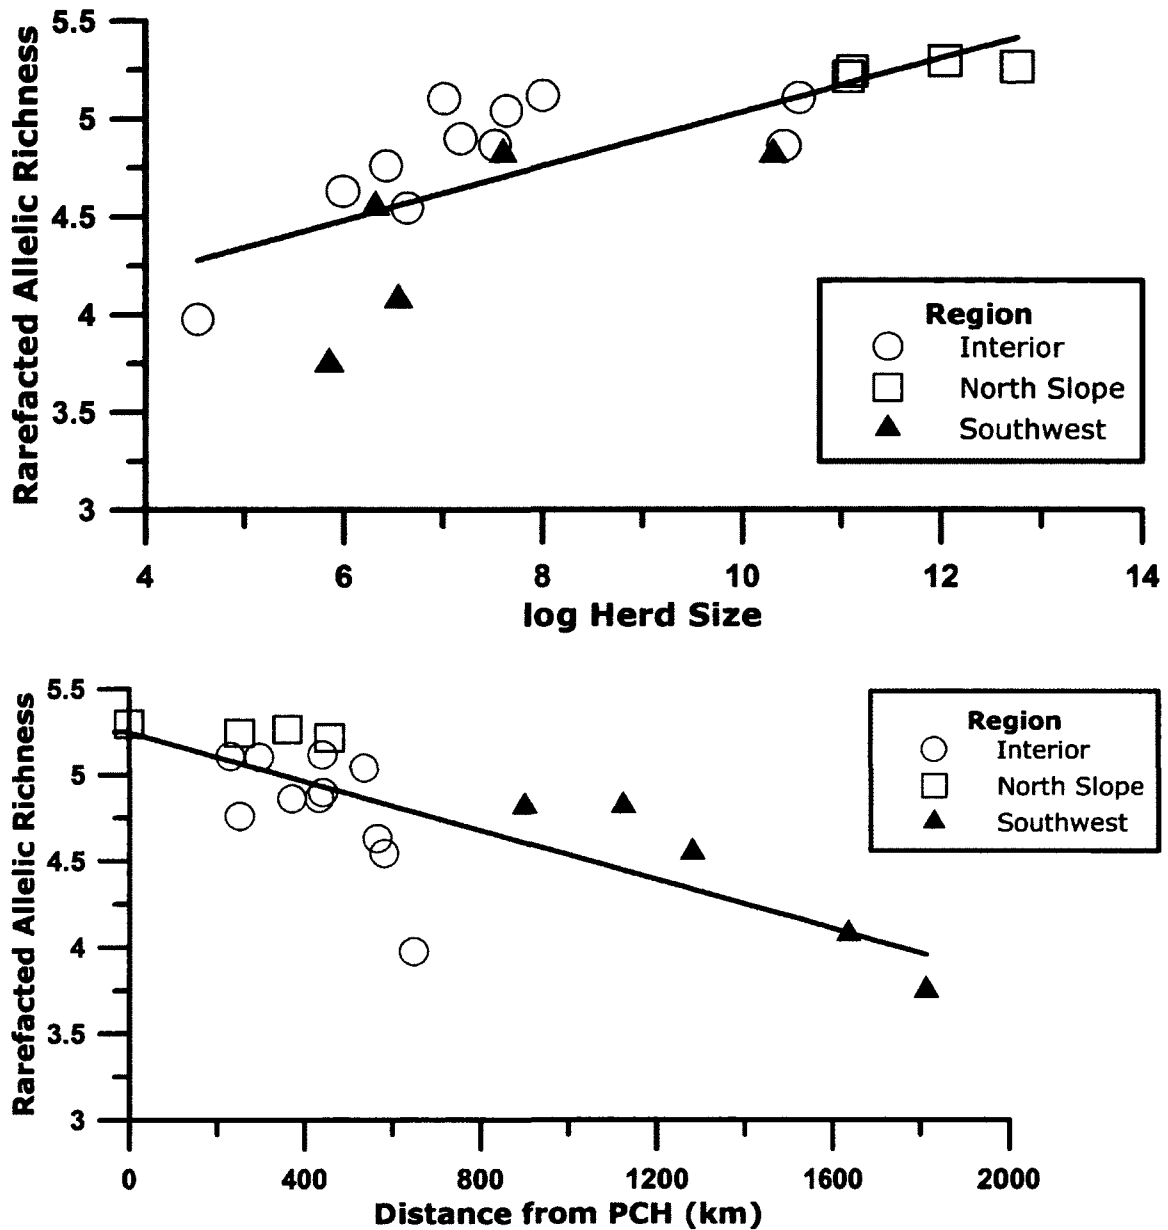 Rarefacted Allelic Richness
5.5
5
4.5
4
3.5
3
Region
Interior
North Slope
Southwest
4 6 8 10 12 14
log Herd Size
Rarefacted Allelic Richness
5.5
5
4.5
4
3.5
3
Region
Interior
North Slope
Southwest
0 400 800 1200 1600 2000
Distance from PCH (km)